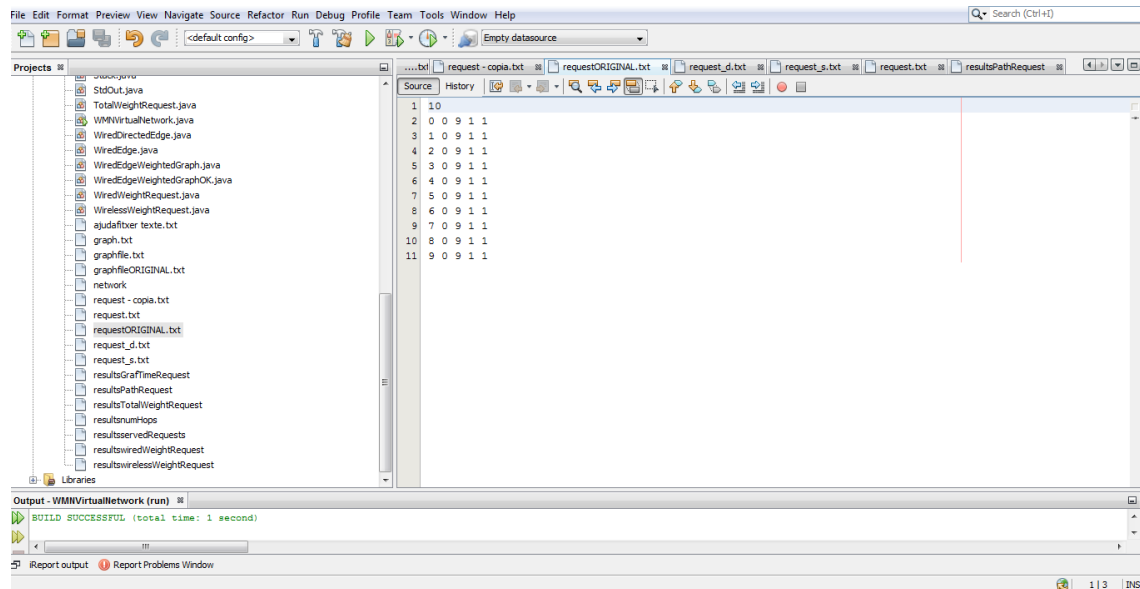 File Edit Format Preview View Navigate Source Refactor Run Debug Profile Team Tools Window Help
Search (Ctrl+I)
<default config>
Empty datasource
Projects
....txt request - copia.txt requestORIGINAL.txt request_d.txt request_s.txt request.txt resultsPathRequest
Source History
Stack.java
StdOut.java
TotalWeightRequest.java
WMNVirtualNetwork.java
WiredDirectedEdge.java
WiredEdge.java
WiredEdgeWeightedGraph.java
WiredEdgeWeightedGraphOK.java
WiredWeightRequest.java
WirelessWeightRequest.java
ajudafitxer texte.txt
graph.txt
graphfile.txt
graphfileORIGINAL.txt
network
request - copia.txt
request.txt
requestORIGINAL.txt
request_d.txt
request_s.txt
resultsGrafTimeRequest
resultsPathRequest
resultsTotalWeightRequest
resultsnumHops
resultsservedRequests
resultswiredWeightRequest
resultswirelessWeightRequest
Libraries
1 10
2 0 0 9 1 1
3 1 0 9 1 1
4 2 0 9 1 1
5 3 0 9 1 1
6 4 0 9 1 1
7 5 0 9 1 1
8 6 0 9 1 1
9 7 0 9 1 1
10 8 0 9 1 1
11 9 0 9 1 1
Output - WMNVirtualNetwork (run)
BUILD SUCCESSFUL (total time: 1 second)
iReport output Report Problems Window
1 | 3 INS